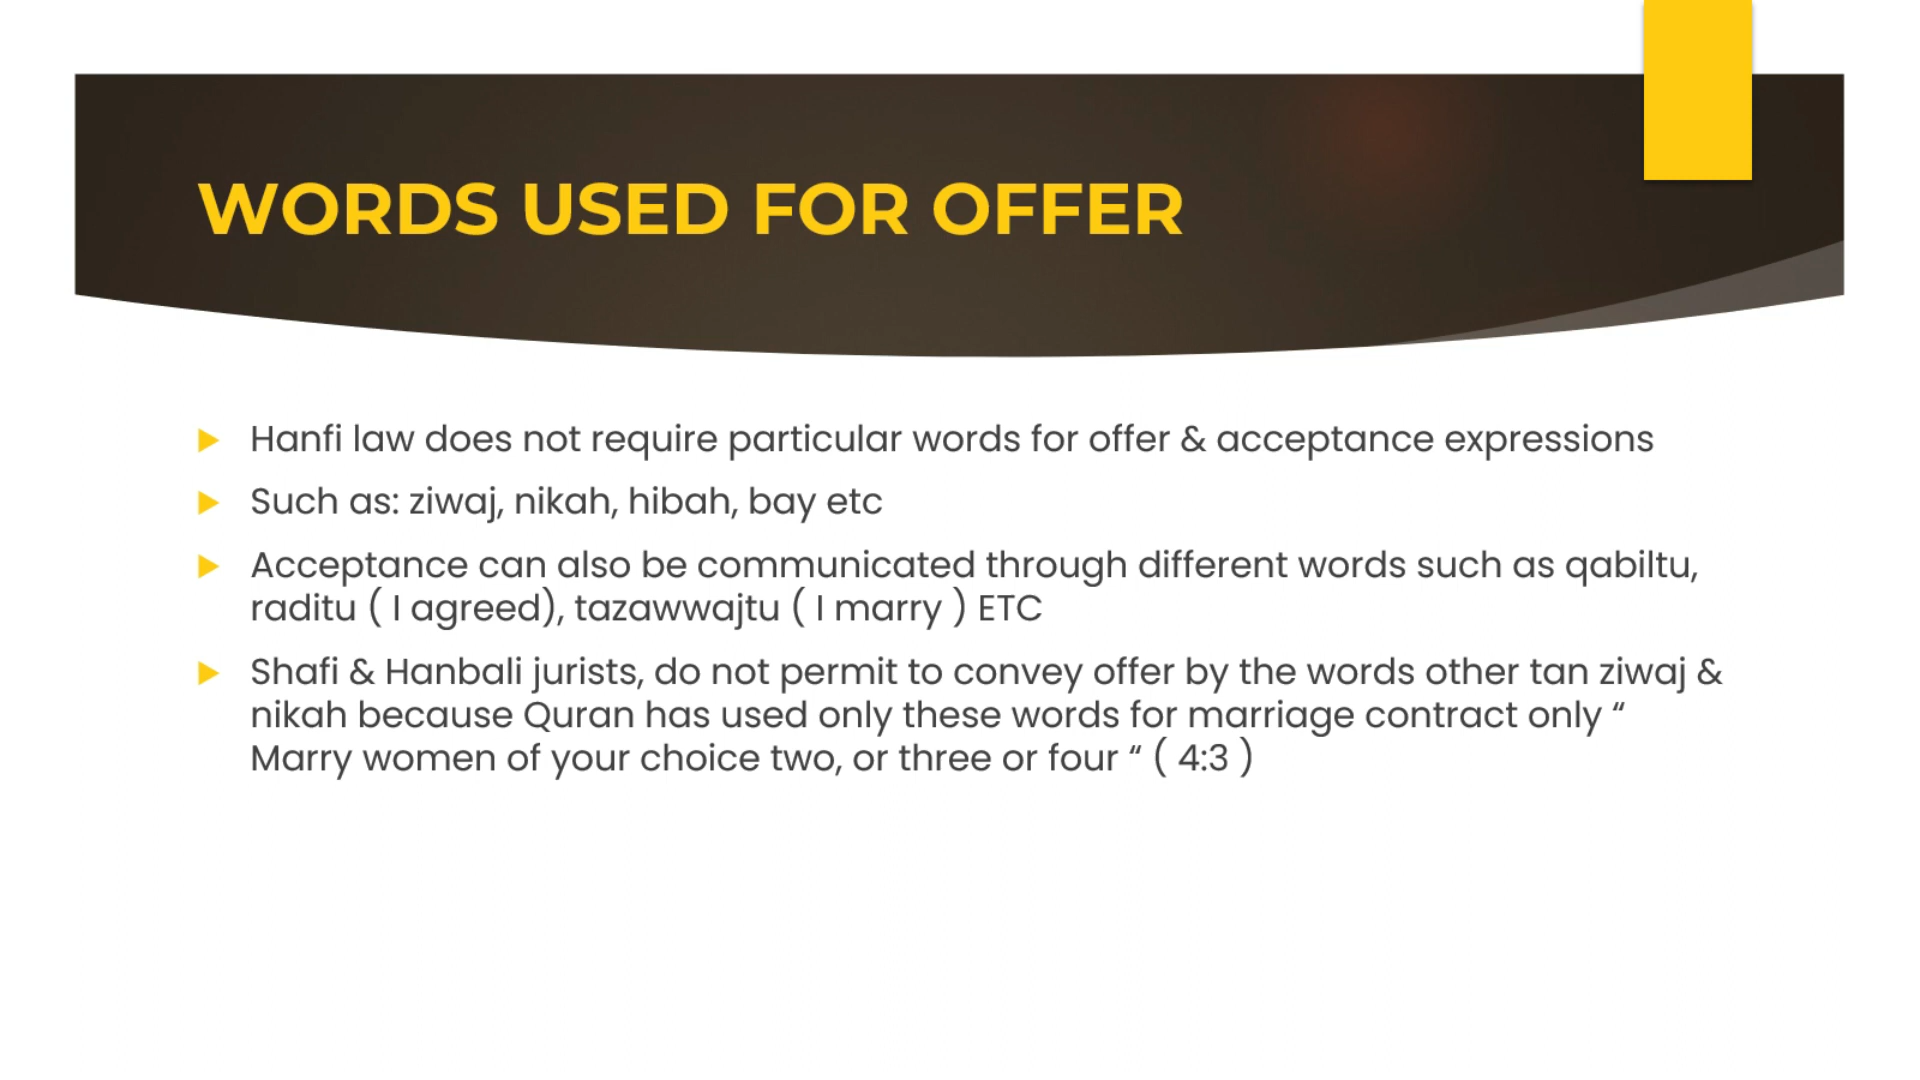 WORDS USED FOR OFFER
Hanfi law does not require particular words for offer & acceptance expressions
Such as: ziwaj, nikah, hibah, bay etc
Acceptance can also be communicated through different words such as qabiltu,
raditu ( I agreed), tazawwajtu ( I marry ) ETC
Shafi & Hanbali jurists, do not permit to convey offer by the words other tan ziwaj &
nikah because Quran has used only these words for marriage contract only “
Marry women of your choice two, or three or four “ ( 4:3 )